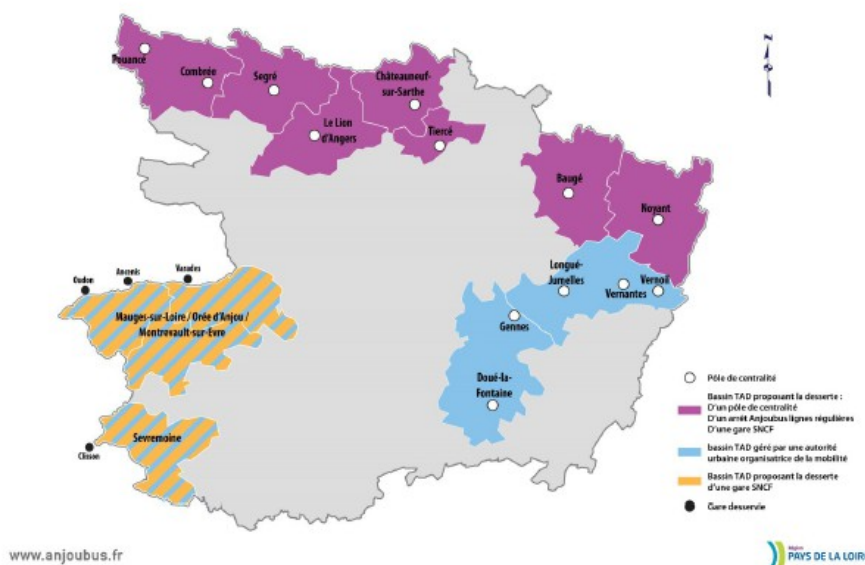 N
Pouancé
Combrée
Segré
Châteauneuf-
sur-Sarthe
Le Lion
d'Angers
Tiercé
Baugé
Noyant
Oudon
Ancenis
Varades
Longué-
Jumelles
Vernantes
Vernoil
Mauges-sur-Loire / Orée d'Anjou /
Montrevault-sur-Evre
Gennes
Doué-la-
Fontaine
Sevremoine
Clisson
Pôle de centralité
Bassin TAD proposant la desserte :
D'un pôle de centralité
D'un arrêt Anjoubus lignes régulières
D'une gare SNCF
bassin TAD géré par une autorité
urbaine organisatrice de la mobilité
Bassin TAD proposant la desserte
d'une gare SNCF
Gare desservie
www.anjoubus.fr
Région
PAYS DE LA LOIRE